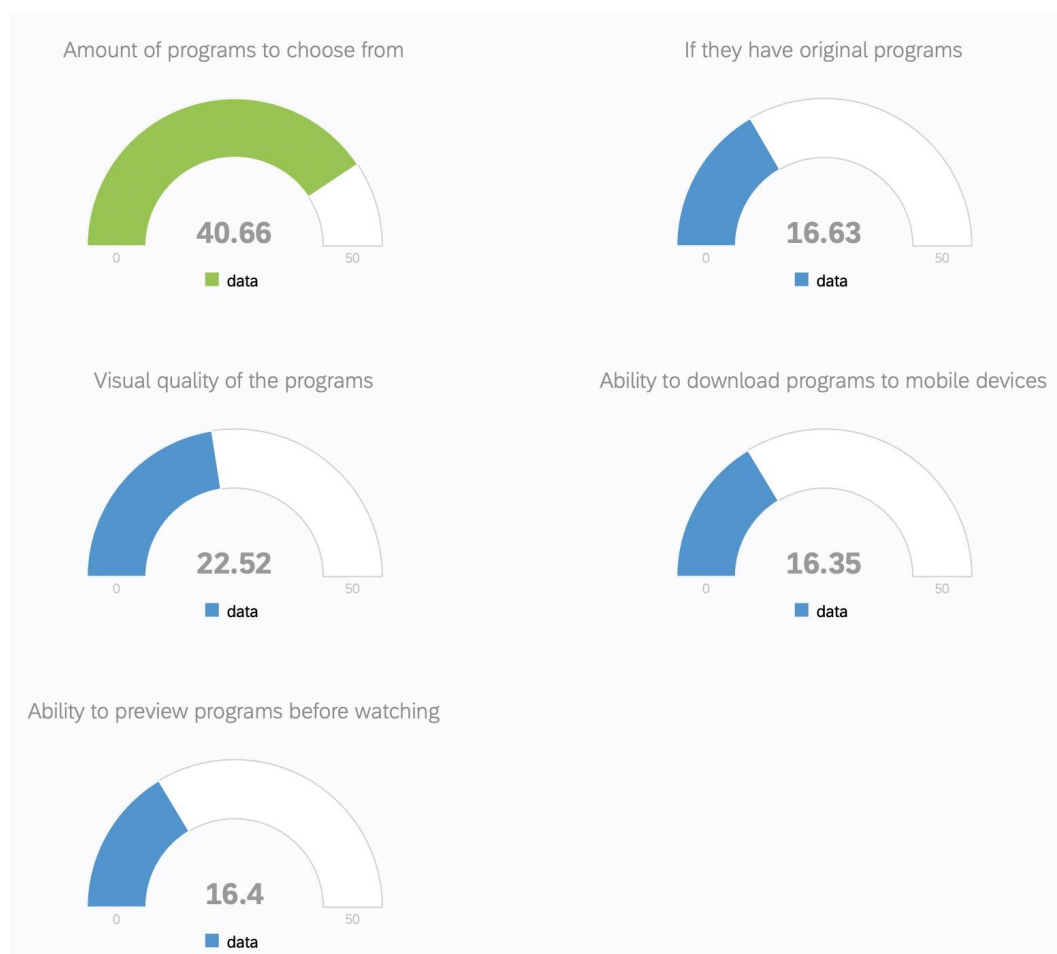 Amount of programs to choose from
40.66
0
50
data
If they have original programs
16.63
0
50
data
Visual quality of the programs
22.52
0
50
data
Ability to download programs to mobile devices
16.35
0
50
data
Ability to preview programs before watching
16.4
0
50
data